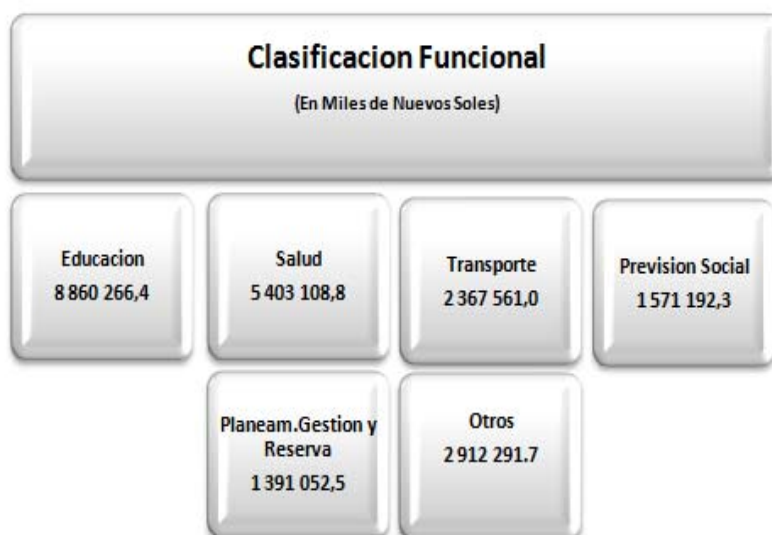 Clasificacion Funcional
(En Miles de Nuevos Soles)
Educacion
8 860 266,4
Salud
5 403 108,8
Transporte
2 367 561,0
Prevision Social
1 571 192,3
Planeam.Gestion y
Reserva
1 391 052,5
Otros
2 912 291.7